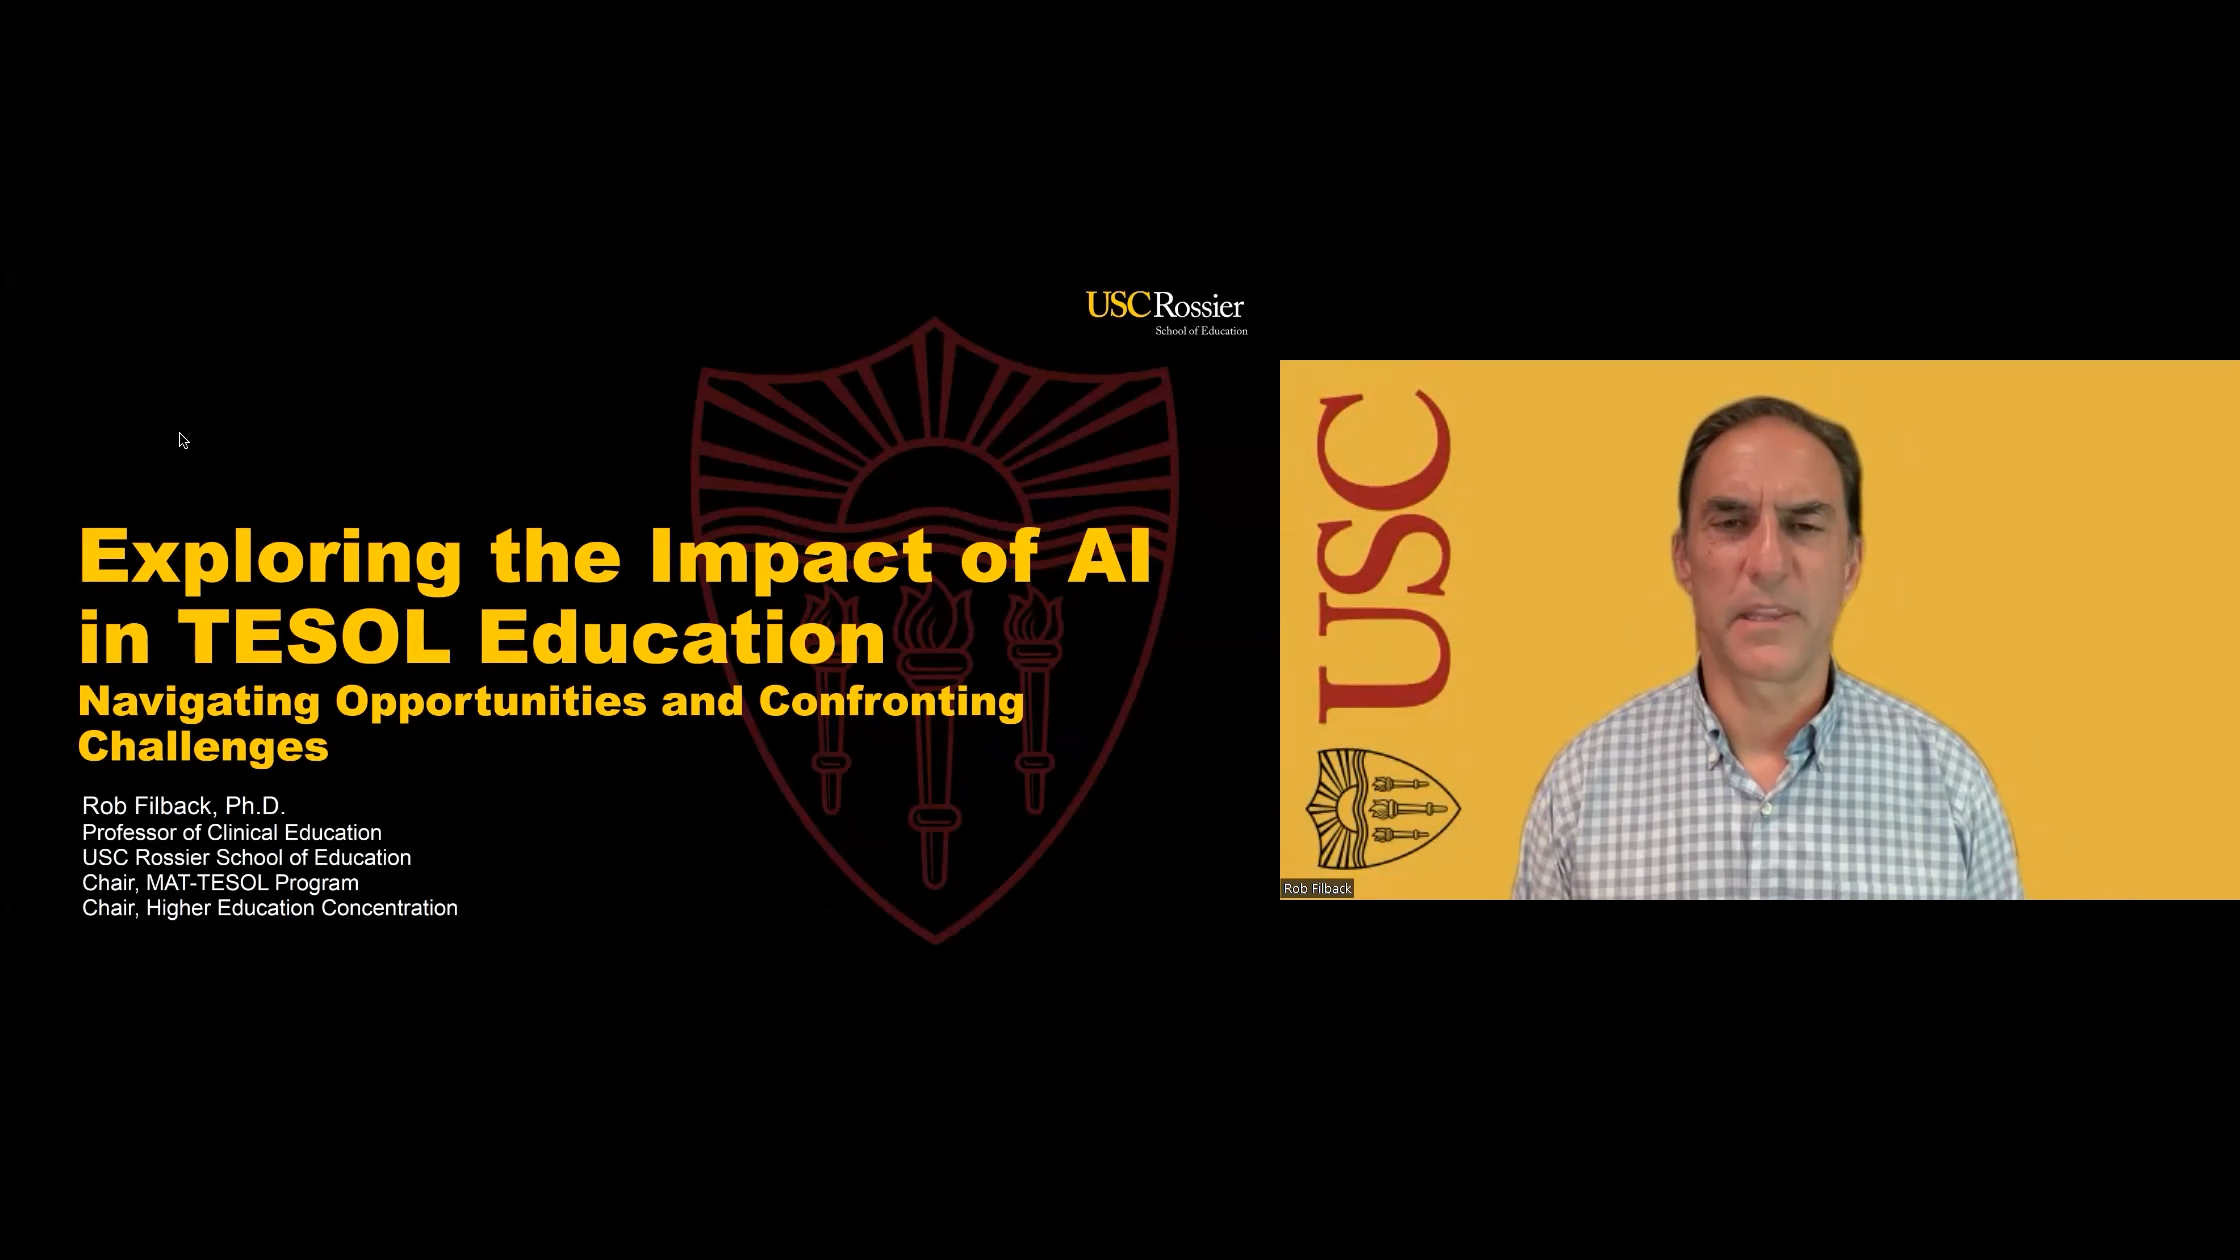 USC Rossier
School of Education
Exploring the Impact of AI
in TESOL Education
Navigating Opportunities and Confronting
Challenges
Rob Filback, Ph.D.
Professor of Clinical Education
USC Rossier School of Education
Chair, MAT-TESOL Program
Chair, Higher Education Concentration
USC
Rob Filback